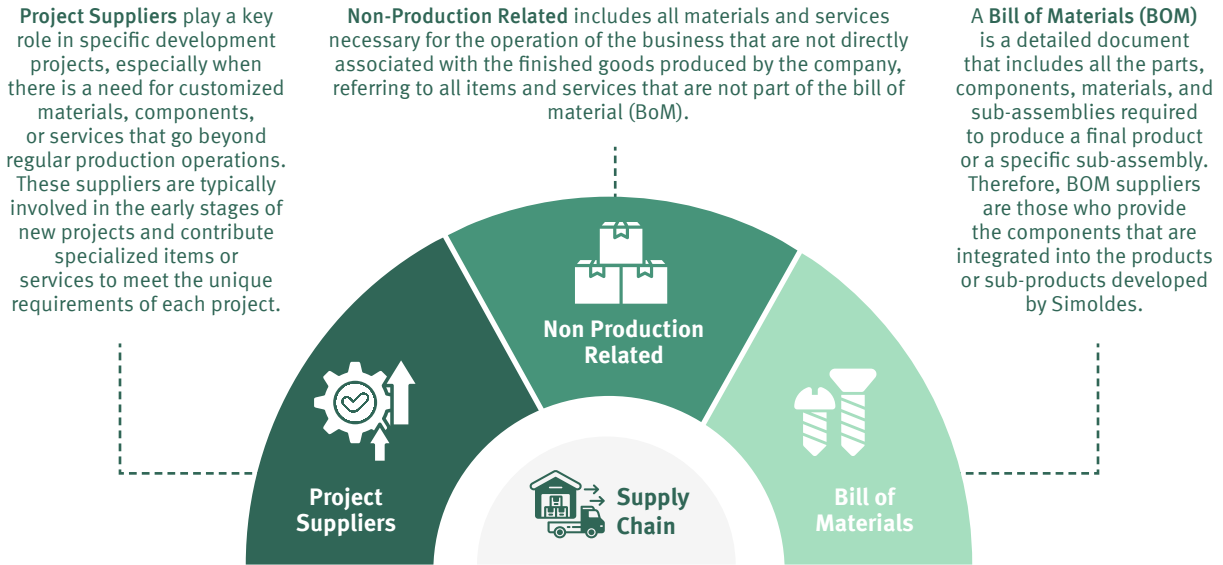 Project Suppliers play a key
role in specific development
projects, especially when
there is a need for customized
materials, components,
or services that go beyond
regular production operations.
These suppliers are typically
involved in the early stages of
new projects and contribute
specialized items or
services to meet the unique
requirements of each project.
Non-Production Related includes all materials and services
necessary for the operation of the business that are not directly
associated with the finished goods produced by the company,
referring to all items and services that are not part of the bill of
material (BoM).
A Bill of Materials (BOM)
is a detailed document
that includes all the parts,
components, materials, and
sub-assemblies required
to produce a final product
or a specific sub-assembly.
Therefore, BOM suppliers
are those who provide
the components that are
integrated into the products
or sub-products developed
by Simoldes.
Non Production
Related
Project
Suppliers
Supply
Chain
Bill of
Materials